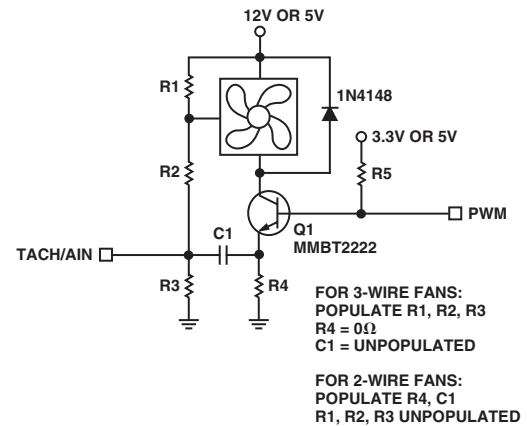 12V OR 5V
R1
1N4148
3.3V OR 5V
R2
R5
Q1
MMBT2222
PWM
C1
TACH/AIN
R3
R4
FOR 3-WIRE FANS:
POPULATE R1, R2, R3
R4 = 0Ω
C1 = UNPOPULATED
FOR 2-WIRE FANS:
POPULATE R4, C1
R1, R2, R3 UNPOPULATED